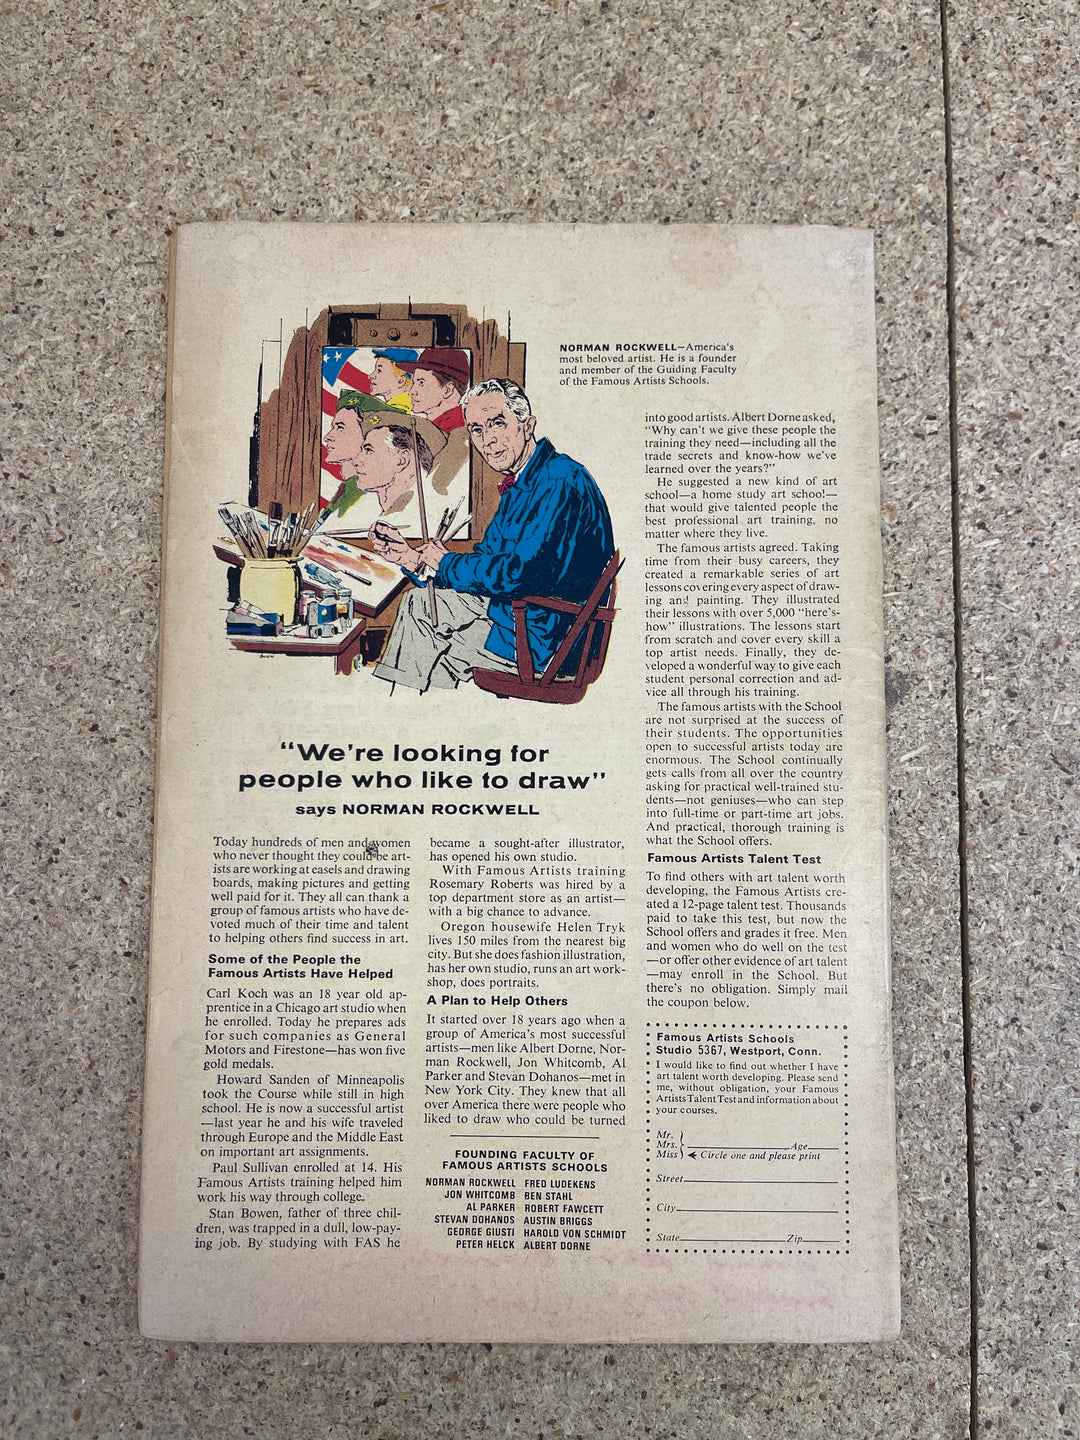 NORMAN ROCKWELL—America's
most beloved artist. He is a founder
and member of the Guiding Faculty
of the Famous Artists Schools.
"We're looking for
people who like to draw"
says NORMAN ROCKWELL
Today hundreds of men and women
who never thought they could be art-
ists are working at easels and drawing
boards, making pictures and getting
well paid for it. They all can thank a
group of famous artists who have de-
voted much of their time and talent
to helping others find success in art.
Some of the People the
Famous Artists Have Helped
Carl Koch was an 18 year old ap-
prentice in a Chicago art studio when
he enrolled. Today he prepares ads
for such companies as General
Motors and Firestone—has won five
gold medals.
Howard Sanden of Minneapolis
took the Course while still in high
school. He is now a successful artist
—last year he and his wife traveled
through Europe and the Middle East
on important art assignments.
Paul Sullivan enrolled at 14. His
Famous Artists training helped him
work his way through college.
Stan Bowen, father of three chil-
dren, was trapped in a dull, low-pay-
ing job. By studying with FAS he
became a sought-after illustrator,
has opened his own studio.
With Famous Artists training
Rosemary Roberts was hired by a
top department store as an artist—
with a big chance to advance.
Oregon housewife Helen Tryk
lives 150 miles from the nearest big
city. But she does fashion illustration,
has her own studio, runs an art work-
shop, does portraits.
A Plan to Help Others
It started over 18 years ago when a
group of America's most successful
artists—men like Albert Dorne, Nor-
man Rockwell, Jon Whitcomb, Al
Parker and Stevan Dohanos—met in
New York City. They knew that all
over America there were people who
liked to draw who could be turned
FOUNDING FACULTY OF
FAMOUS ARTISTS SCHOOLS
NORMAN ROCKWELL FRED LUDEKENS
JON WHITCOMB BEN STAHL
AL PARKER ROBERT FAWCETT
STEVAN DOHANOS AUSTIN BRIGGS
GEORGE GIUSTI HAROLD VON SCHMIDT
PETER HELCK ALBERT DORNE
into good artists. Albert Dorne asked,
"Why can't we give these people the
training they need—including all the
trade secrets and know-how we've
learned over the years?"
He suggested a new kind of art
school—a home study art school—
that would give talented people the
best professional art training, no
matter where they live.
The famous artists agreed. Taking
time from their busy careers, they
created a remarkable series of art
lessons covering every aspect of draw-
ing and painting. They illustrated
their lessons with over 5,000 "here's-
how" illustrations. The lessons start
from scratch and cover every skill a
top artist needs. Finally, they de-
veloped a wonderful way to give each
student personal correction and ad-
vice all through his training.
The famous artists with the School
are not surprised at the success of
their students. The opportunities
open to successful artists today are
enormous. The School continually
gets calls from all over the country
asking for practical well-trained stu-
dents—not geniuses—who can step
into full-time or part-time art jobs.
And practical, thorough training is
what the School offers.
Famous Artists Talent Test
To find others with art talent worth
developing, the Famous Artists cre-
ated a 12-page talent test. Thousands
paid to take this test, but now the
School offers and grades it free. Men
and women who do well on the test
—or offer other evidence of art talent
—may enroll in the School. But
there's no obligation. Simply mail
the coupon below.
Famous Artists Schools
Studio 5367, Westport, Conn.
I would like to find out whether I have
art talent worth developing. Please send
me, without obligation, your Famous
Artists Talent Test and information about
your courses.
Mr.
Mrs. Age
Miss Circle one and please print
Street
City
State Zip